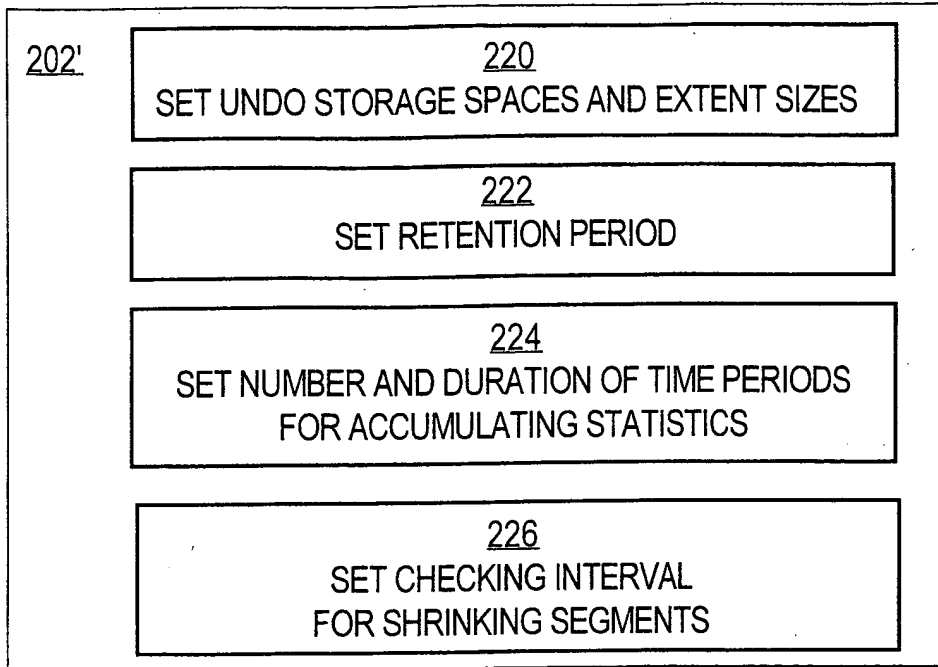 202'
220
SET UNDO STORAGE SPACES AND EXTENT SIZES
222
SET RETENTION PERIOD
224
SET NUMBER AND DURATION OF TIME PERIODS
FOR ACCUMULATING STATISTICS
226
SET CHECKING INTERVAL
FOR SHRINKING SEGMENTS